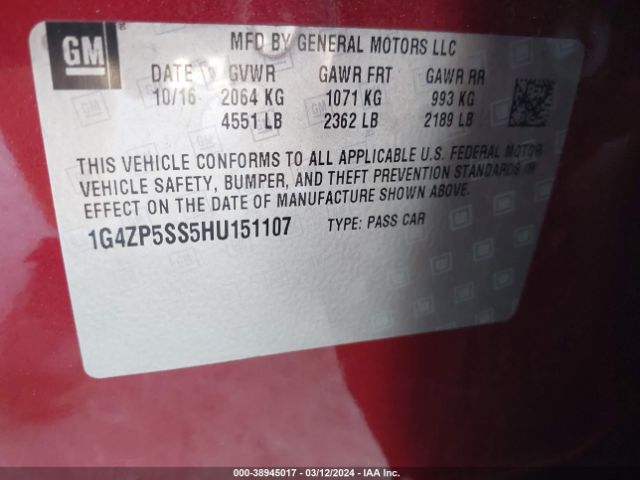 GM
MFD BY GENERAL MOTORS LLC
DATE GVWR GAWR FRT GAWR RR
10/16 2064 KG 1071 KG 993 KG
4551 LB 2362 LB 2189 LB
THIS VEHICLE CONFORMS TO ALL APPLICABLE U.S. FEDERAL MOTOR
VEHICLE SAFETY, BUMPER, AND THEFT PREVENTION STANDARDS IN
EFFECT ON THE DATE OF MANUFACTURE SHOWN ABOVE.
1G4ZP5SS5HU151107 TYPE: PASS CAR
000-38945017 - 03/12/2024 - IAA Inc.